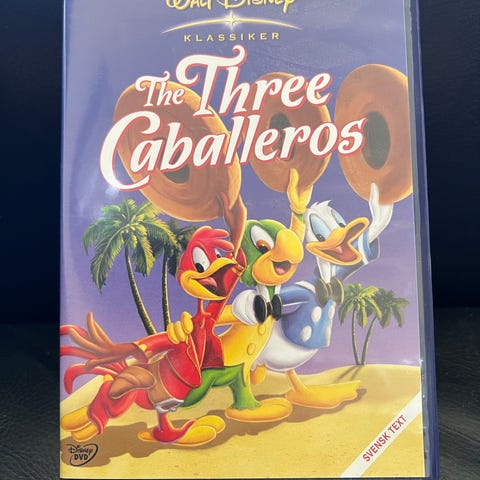 WALT DISNEY
KLASSIKER
The Three
Caballeros
Disney
DVD
SVENSK TEXT